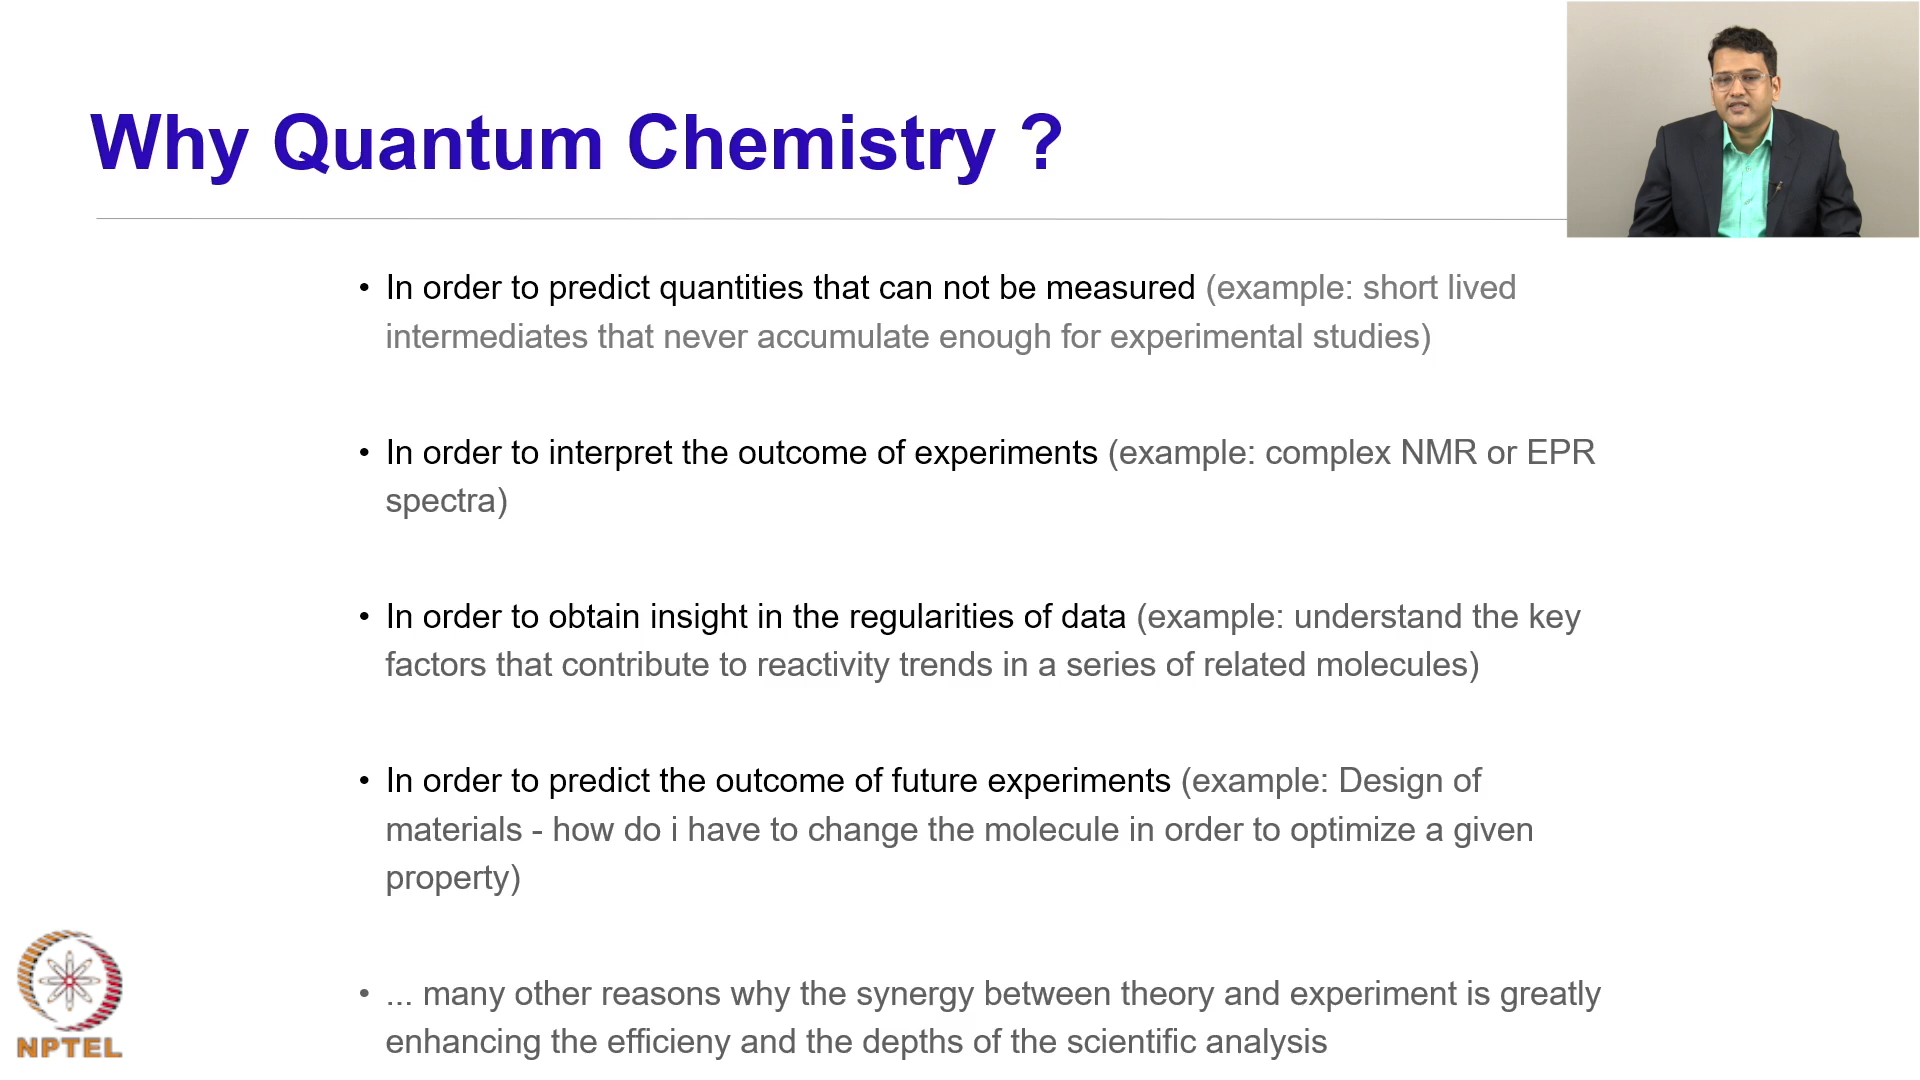 Why Quantum Chemistry ?
• In order to predict quantities that can not be measured (example: short lived
intermediates that never accumulate enough for experimental studies)
• In order to interpret the outcome of experiments (example: complex NMR or EPR
spectra)
• In order to obtain insight in the regularities of data (example: understand the key
factors that contribute to reactivity trends in a series of related molecules)
• In order to predict the outcome of future experiments (example: Design of
materials - how do i have to change the molecule in order to optimize a given
property)
• ... many other reasons why the synergy between theory and experiment is greatly
enhancing the efficieny and the depths of the scientific analysis
NPTEL